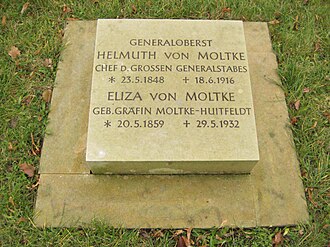 GENERALOBERST
HELMUTH VON MOLTKE
CHEF D. GROSSEN GENERALSTABES
* 23.5.1848 + 18.6.1916
ELIZA VON MOLTKE
GEB. GRÄFIN MOLTKE-HUITFELDT
* 20.5.1859 + 29.5.1932